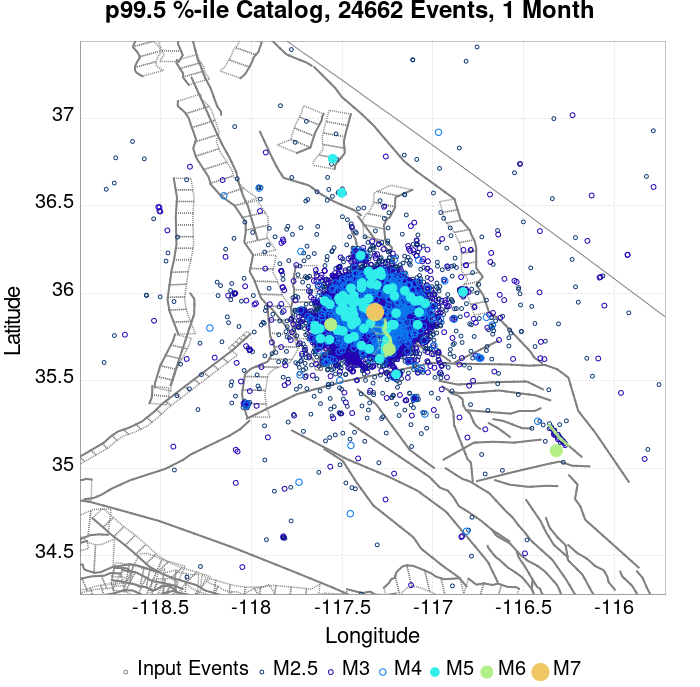 p99.5 %-ile Catalog, 24662 Events, 1 Month
37
36.5
36
35.5
35
34.5
Latitude
-118.5 -118 -117.5 -117 -116.5 -116
Longitude
Input Events M2.5 M3 M4 M5 M6 M7